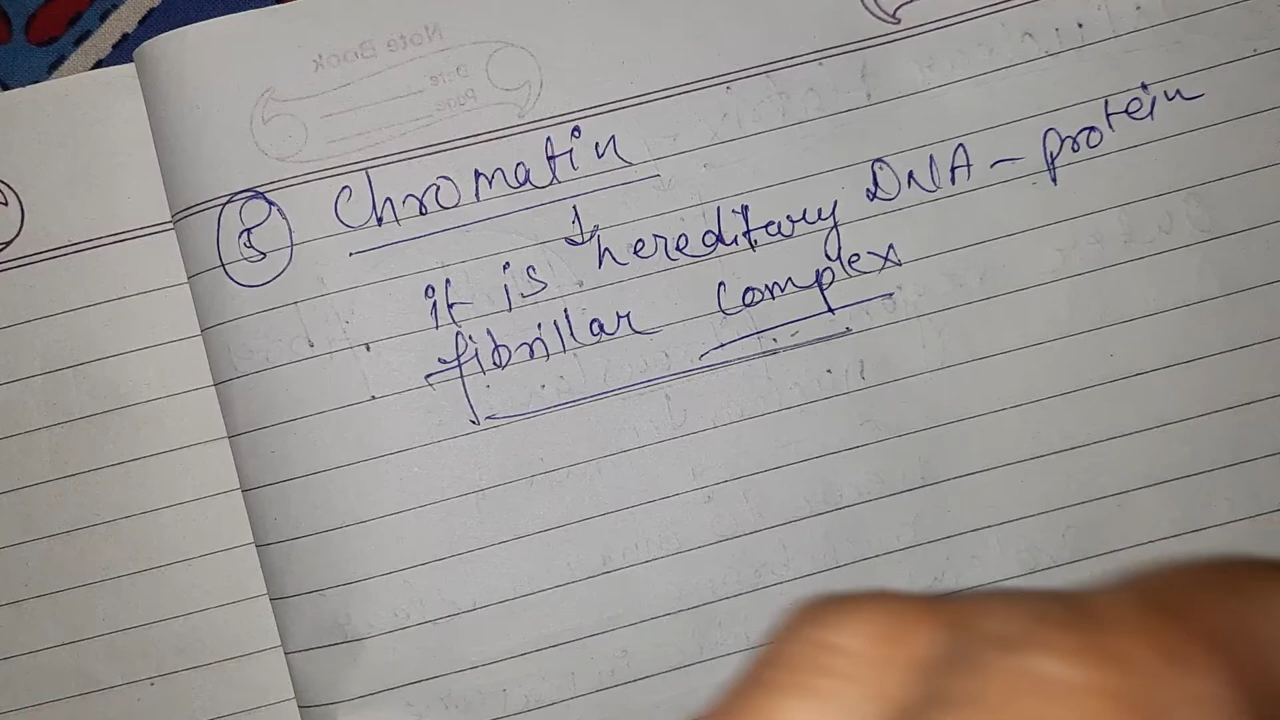 ⑤ Chromatin
↓
it is hereditary DNA - protein
fibrillar complex